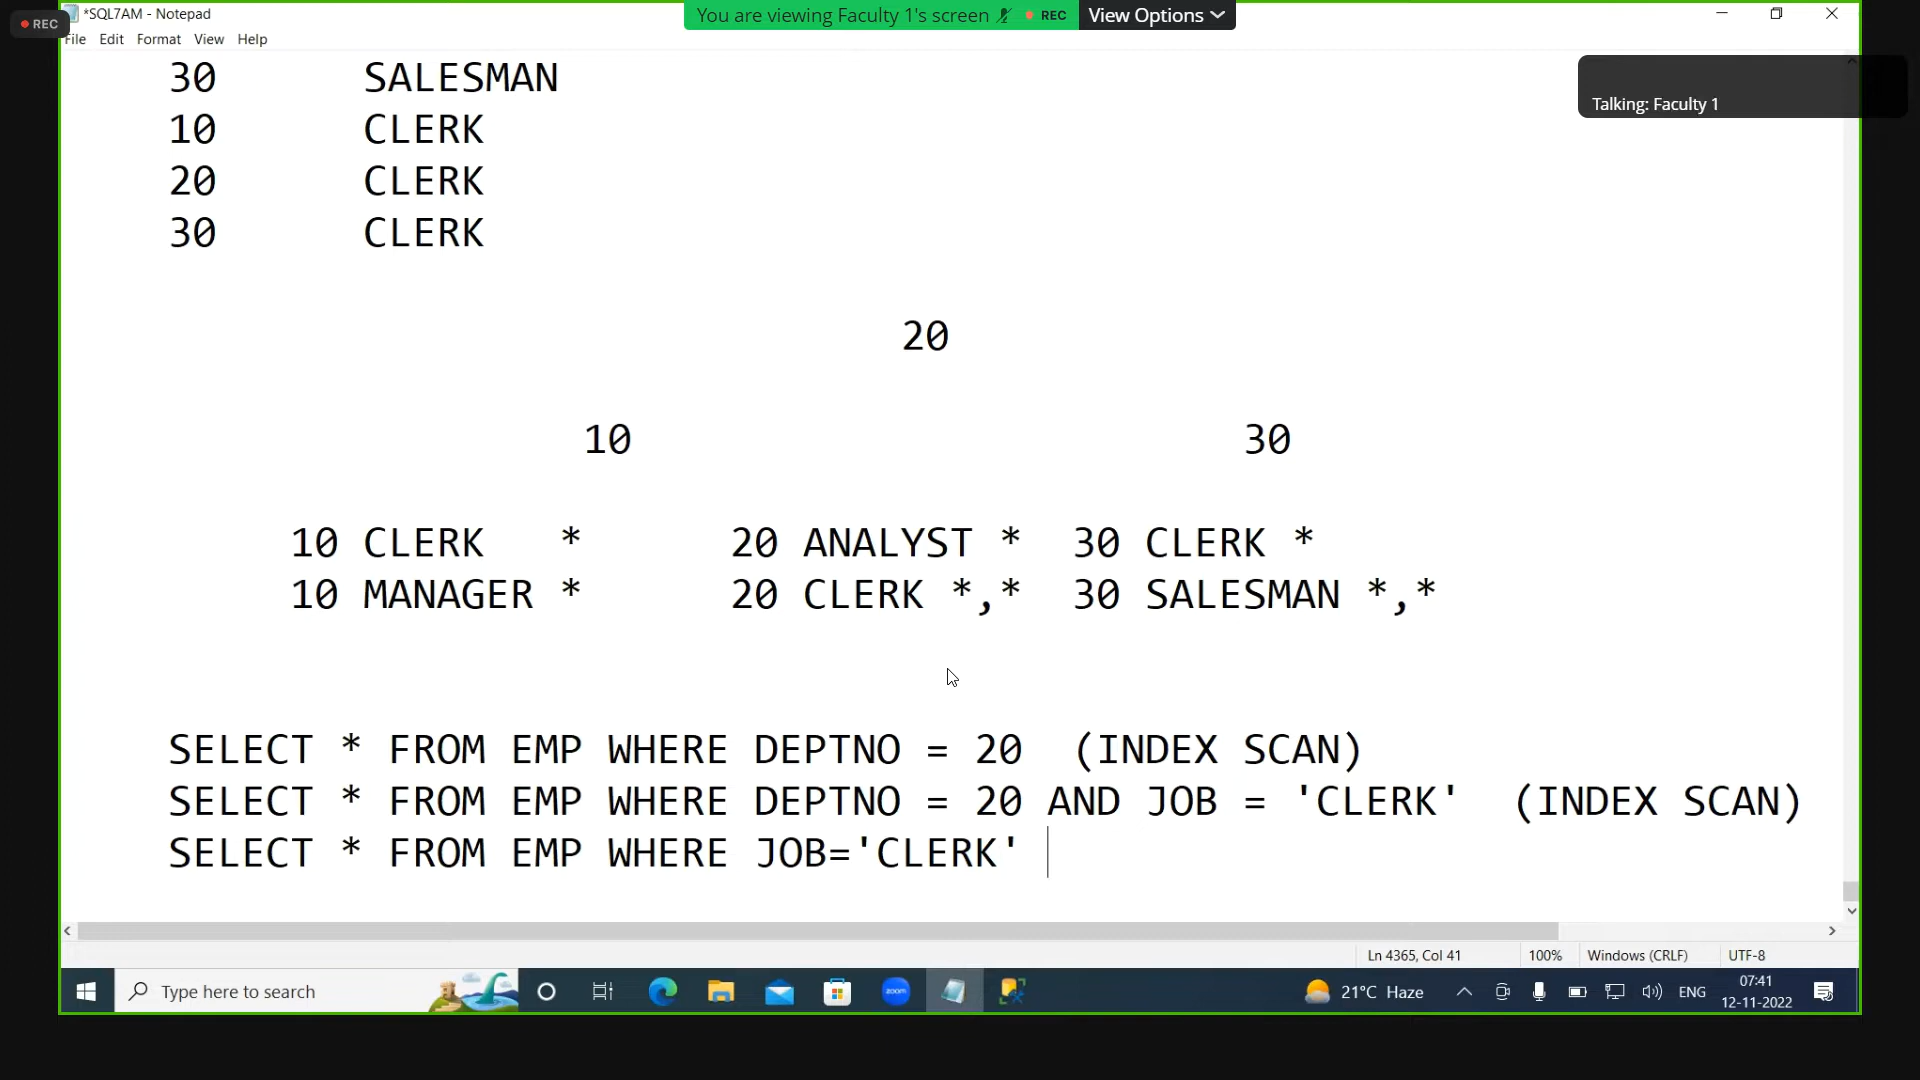 REC
*SQL7AM - Notepad
You are viewing Faculty 1's screen REC View Options
File Edit Format View Help
Talking: Faculty 1
30 SALESMAN
10 CLERK
20 CLERK
30 CLERK
20
10 30
10 CLERK * 20 ANALYST * 30 CLERK *
10 MANAGER * 20 CLERK *,* 30 SALESMAN *,*
SELECT * FROM EMP WHERE DEPTNO = 20 (INDEX SCAN)
SELECT * FROM EMP WHERE DEPTNO = 20 AND JOB = 'CLERK' (INDEX SCAN)
SELECT * FROM EMP WHERE JOB='CLERK'
Ln 4365, Col 41 100% Windows (CRLF) UTF-8
Type here to search zoom 21°C Haze ENG 07:41
12-11-2022